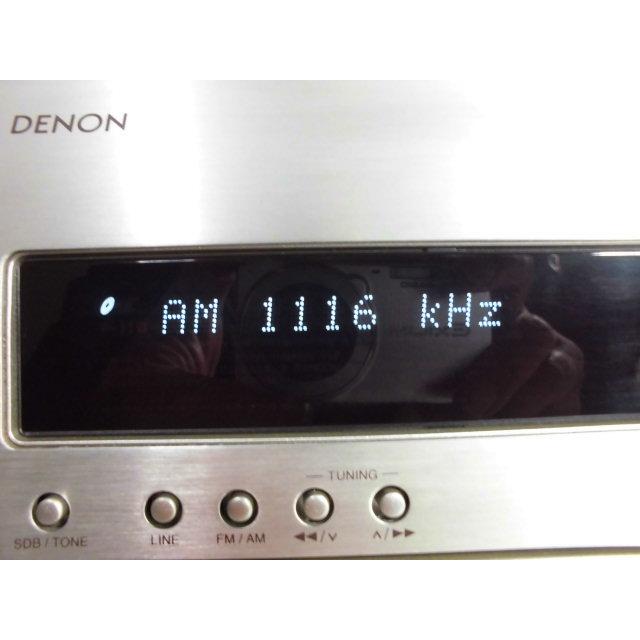 DENON
AM 1116 kHz
TUNING
SDB / TONE LINE FM / AM ◀◀ / ∨ ∧ / ▶▶